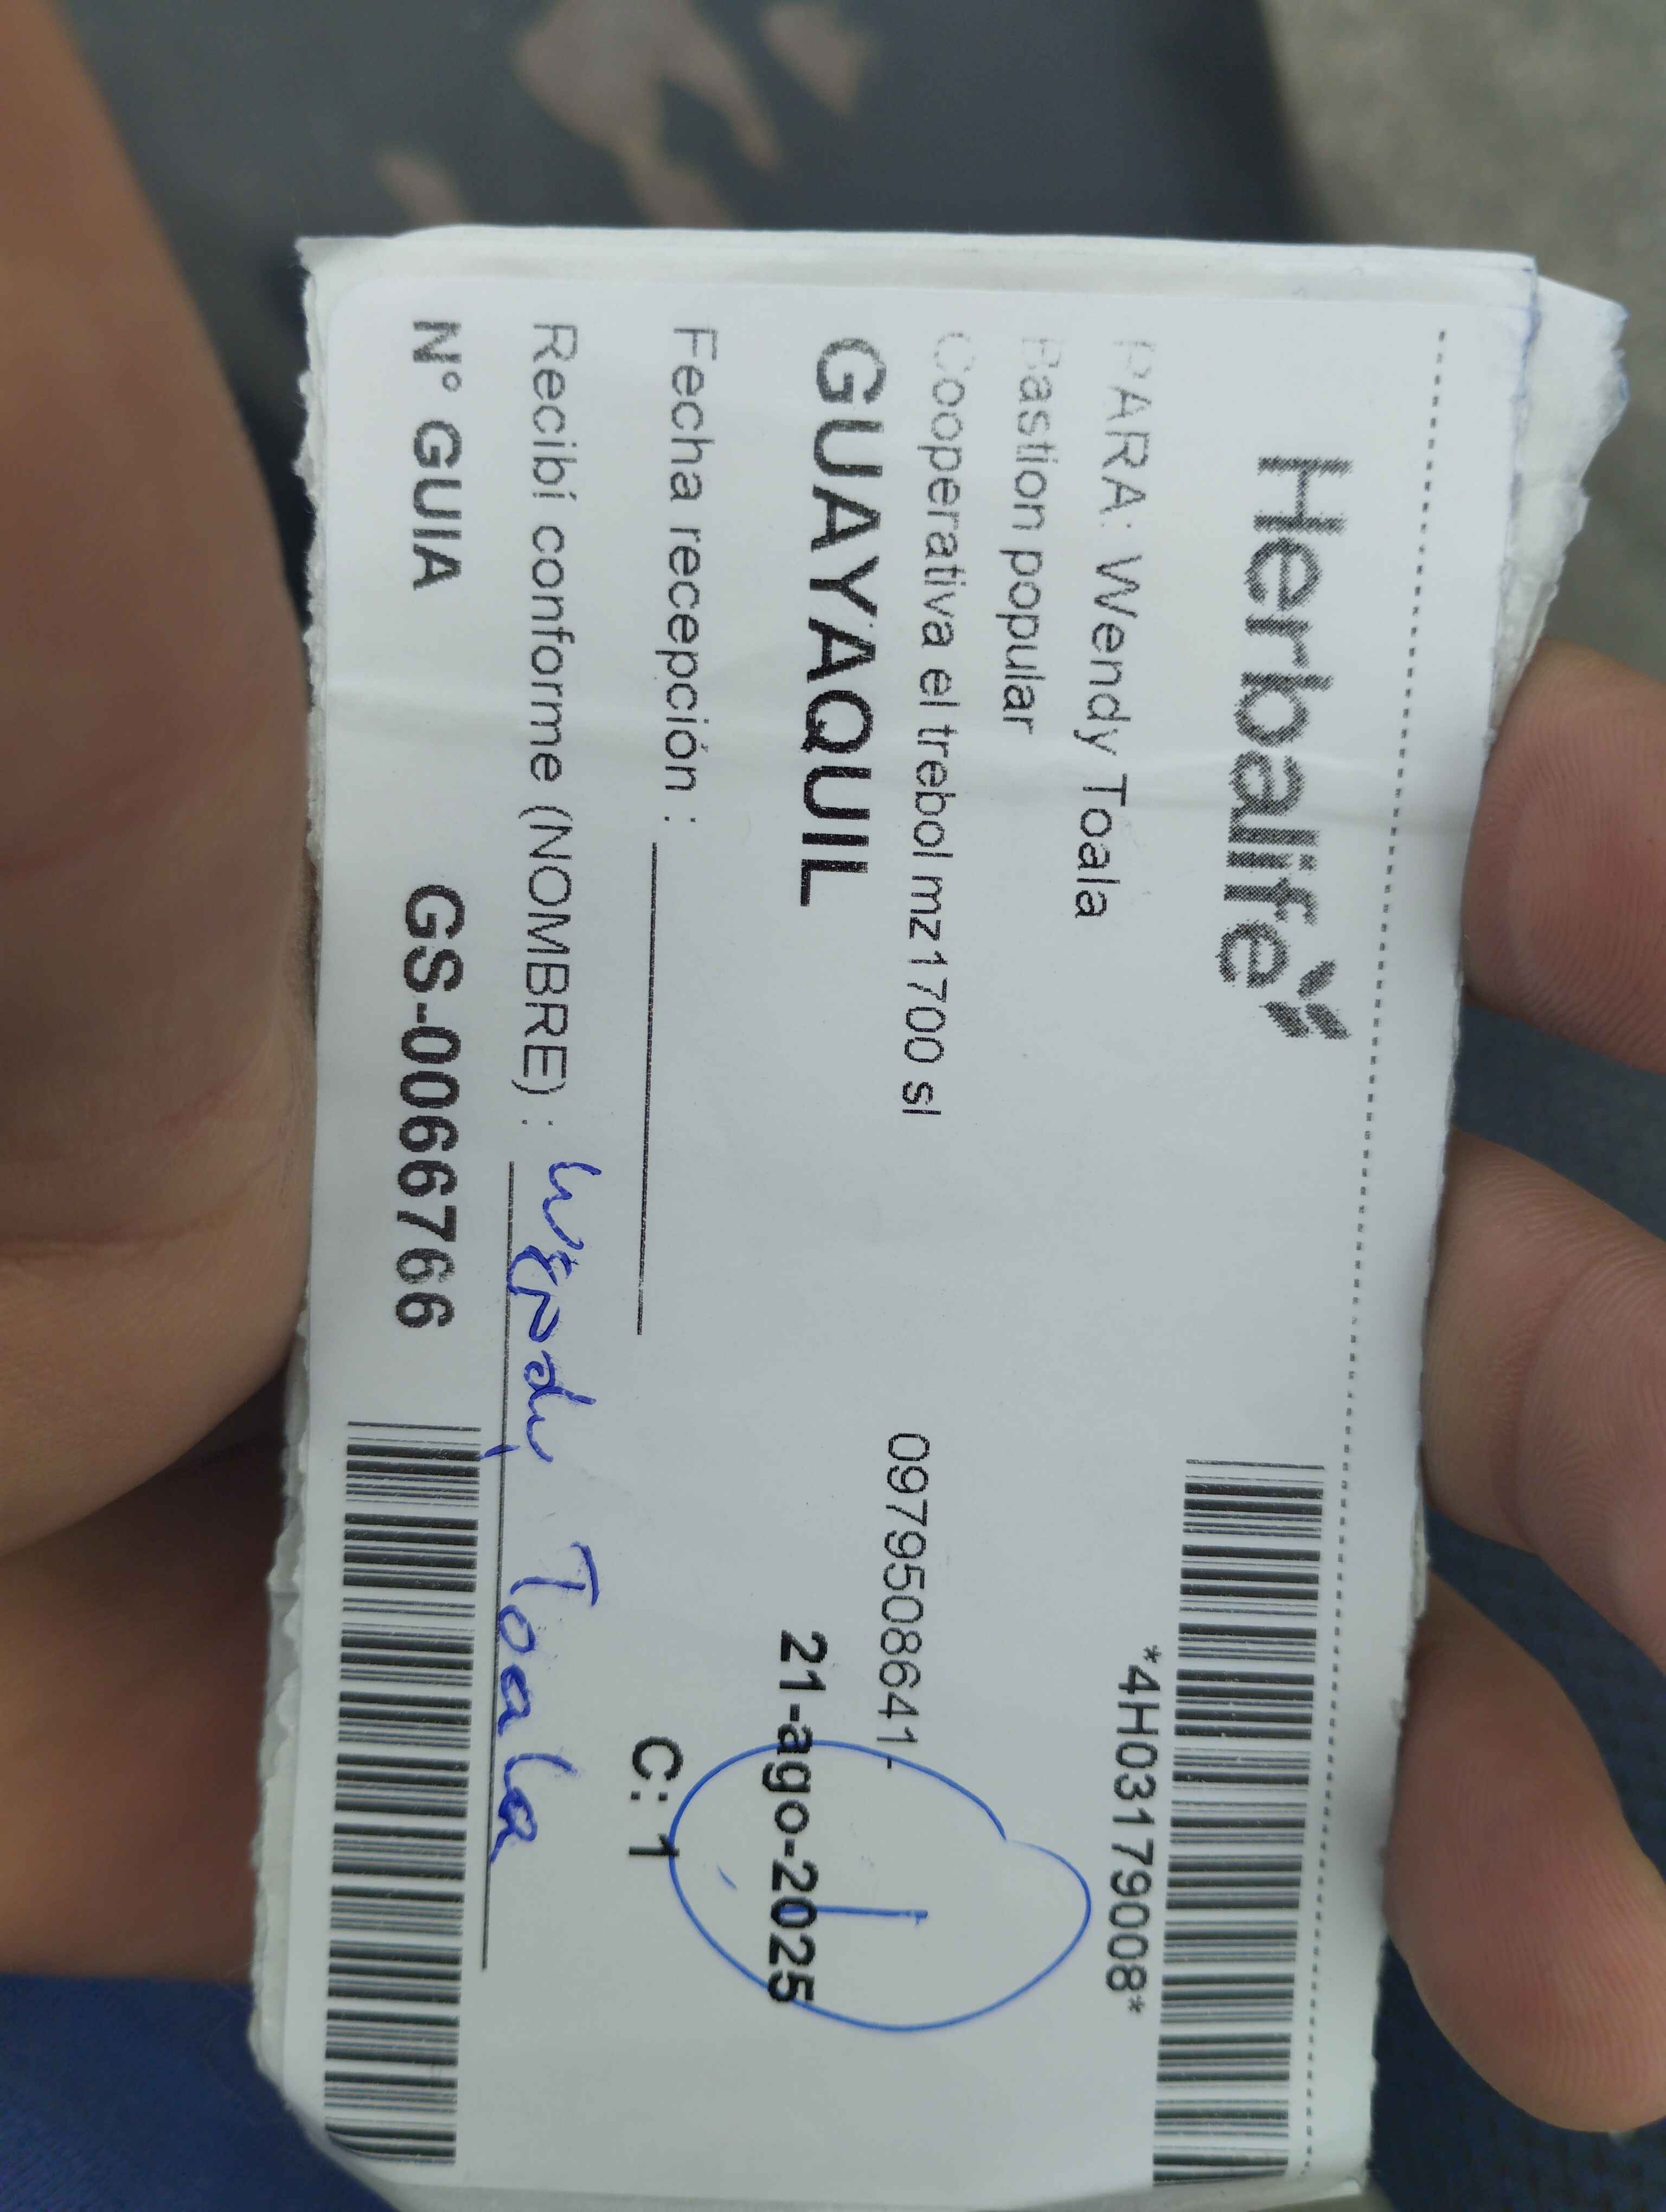 Herbalife
*4H03179008*
PARA: Wendy Toala
Bastion popular
Cooperativa el trebol mz1700 sl
0979508641-
GUAYAQUIL
21-ago-2025
Fecha recepción :
C: 1
Recibí conforme (NOMBRE) : Wendy Toala
N° GUIA GS-0066766